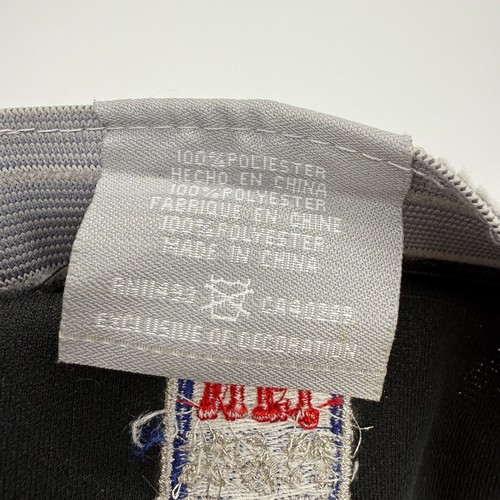 100% POLIESTER
HECHO EN CHINA
100% POLYESTER
FABRIQUE EN CHINE
100% POLYESTER
MADE IN CHINA
RN11493 CA40289
EXCLUSIVE OF DECORATION